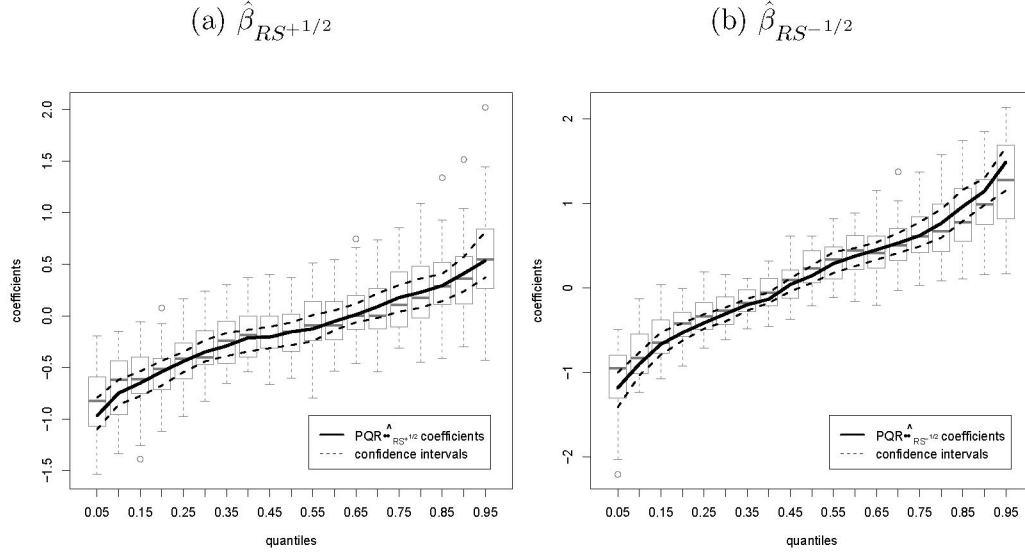 (a) β̂_{RS^{+1/2}}
(b) β̂_{RS^{-1/2}}
coefficients
2.0
1.5
1.0
0.5
0.0
-0.5
-1.0
-1.5
PQR •• ^ RS+1/2 coefficients
confidence intervals
0.05 0.15 0.25 0.35 0.45 0.55 0.65 0.75 0.85 0.95
quantiles
coefficients
2
1
0
-1
-2
PQR •• ^ RS-1/2 coefficients
confidence intervals
0.05 0.15 0.25 0.35 0.45 0.55 0.65 0.75 0.85 0.95
quantiles